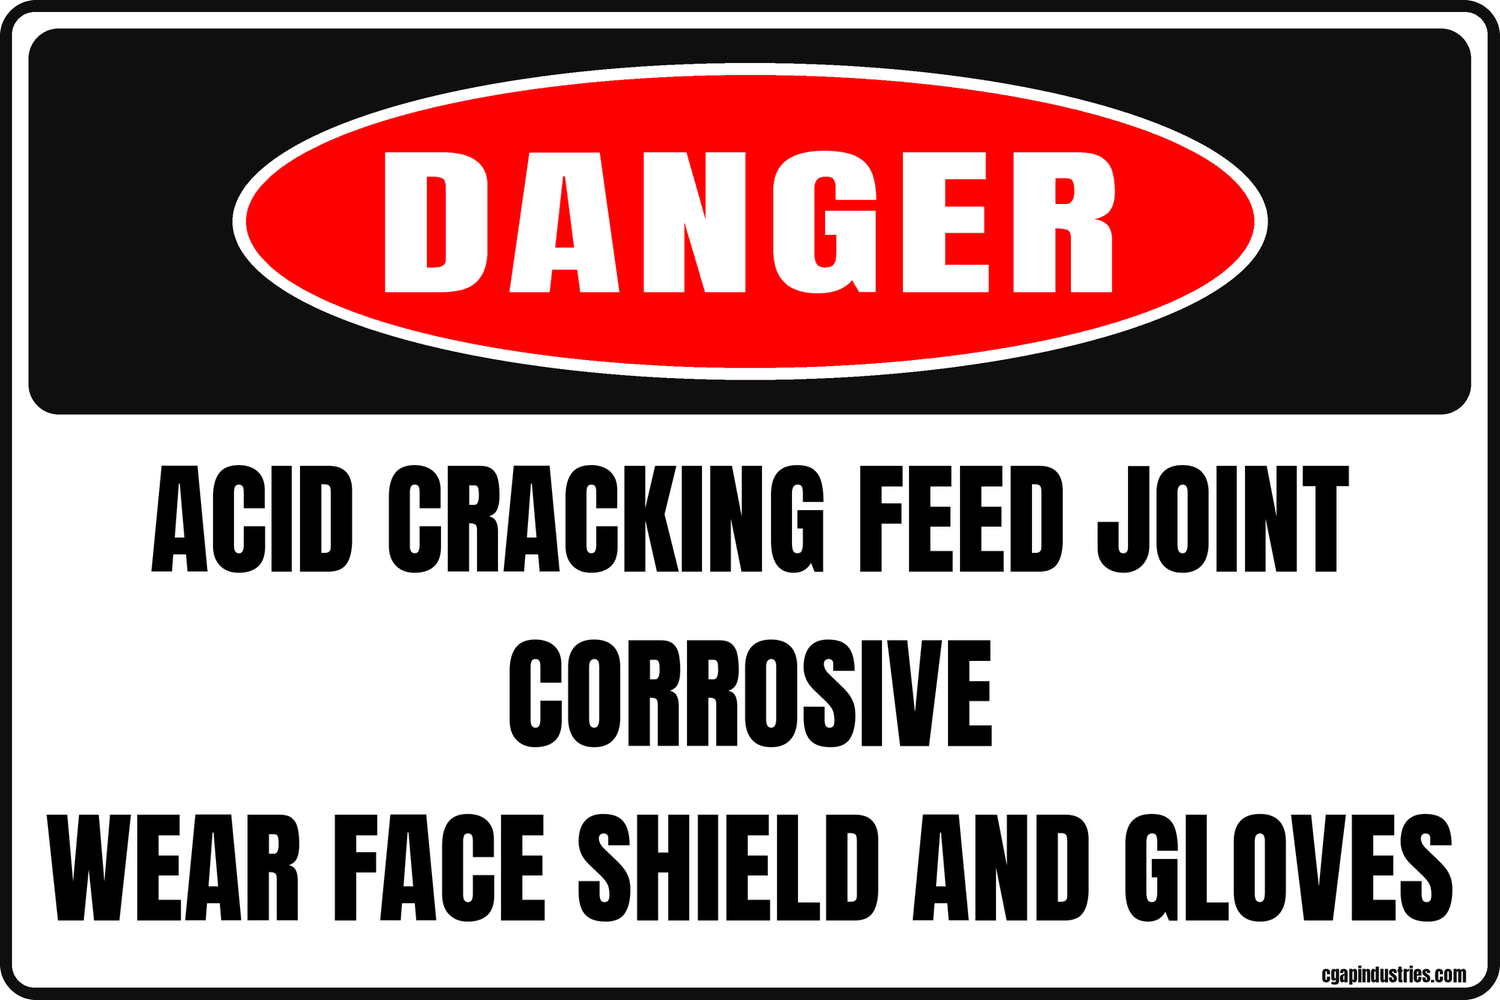 DANGER
ACID CRACKING FEED JOINT
CORROSIVE
WEAR FACE SHIELD AND GLOVES
cgapindustries.com